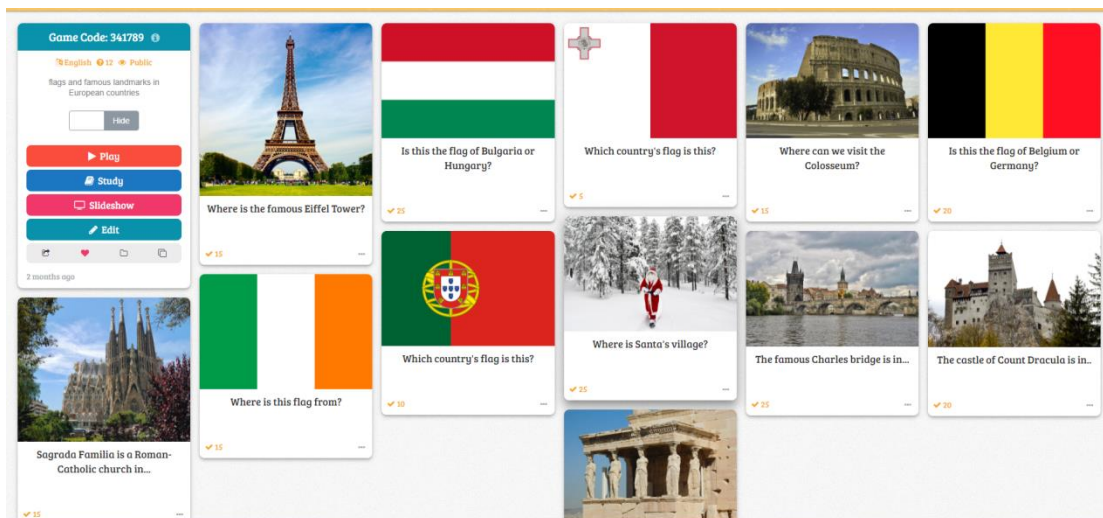 Game Code: 341789
English 12 Public
flags and famous landmarks in
European countries
Hide
Play
Study
Slideshow
Edit
2 months ago
Sagrada Familia is a Roman-
Catholic church in...
15
Where is the famous Eiffel Tower?
15
Where is this flag from?
15
Is this the flag of Bulgaria or
Hungary?
25
Which country's flag is this?
10
Which country's flag is this?
5
Where is Santa's village?
25
Where can we visit the
Colosseum?
15
The famous Charles bridge is in...
25
Is this the flag of Belgium or
Germany?
20
The castle of Count Dracula is in..
20